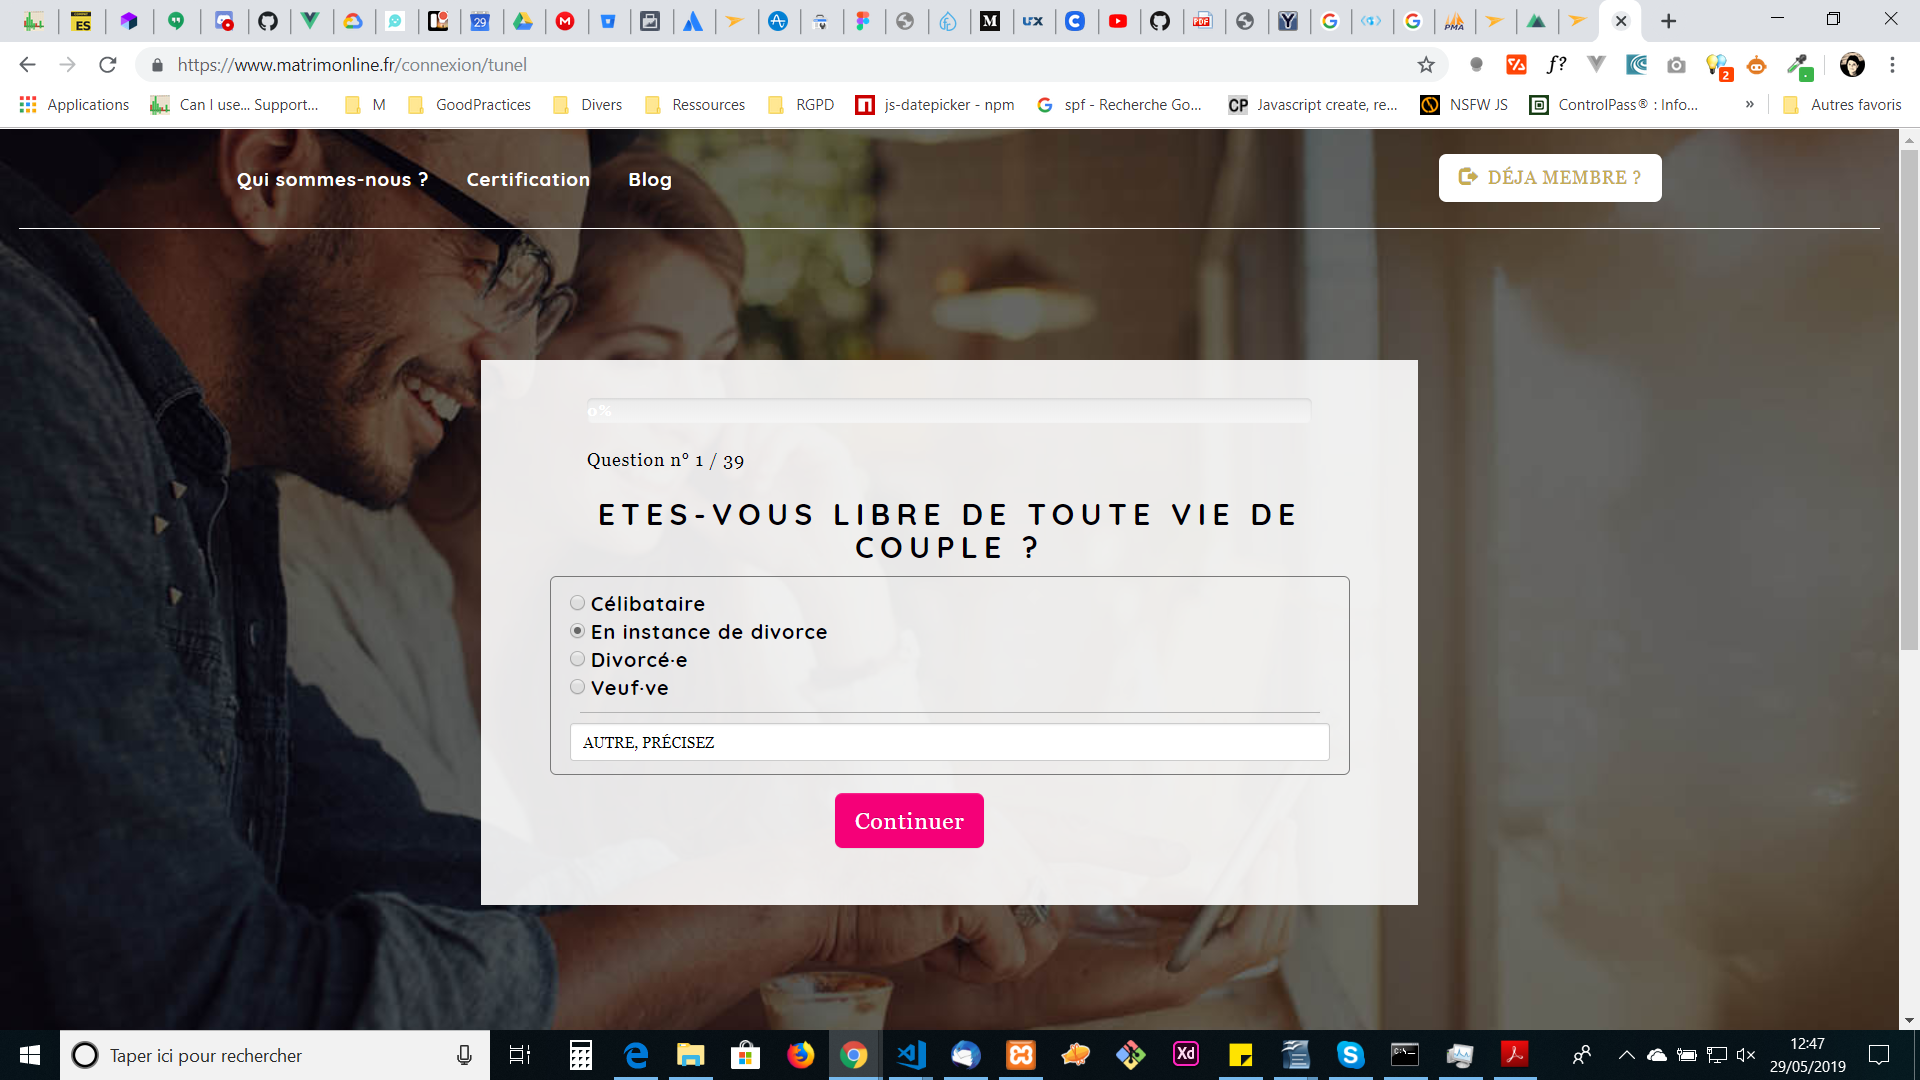 https://www.matrimonline.fr/connexion/tunel
f?
2
Applications
Can I use... Support...
M
GoodPractices
Divers
Ressources
RGPD
js-datepicker - npm
spf - Recherche Go...
CP
Javascript create, re...
NSFW JS
ControlPass® : Info...
»
Autres favoris
Qui sommes-nous ?
Certification
Blog
DÉJA MEMBRE ?
0%
Question n° 1 / 39
ETES-VOUS LIBRE DE TOUTE VIE DE
COUPLE ?
Célibataire
En instance de divorce
Divorcé·e
Veuf·ve
AUTRE, PRÉCISEZ
Continuer
Taper ici pour rechercher
Xd
12:47
29/05/2019